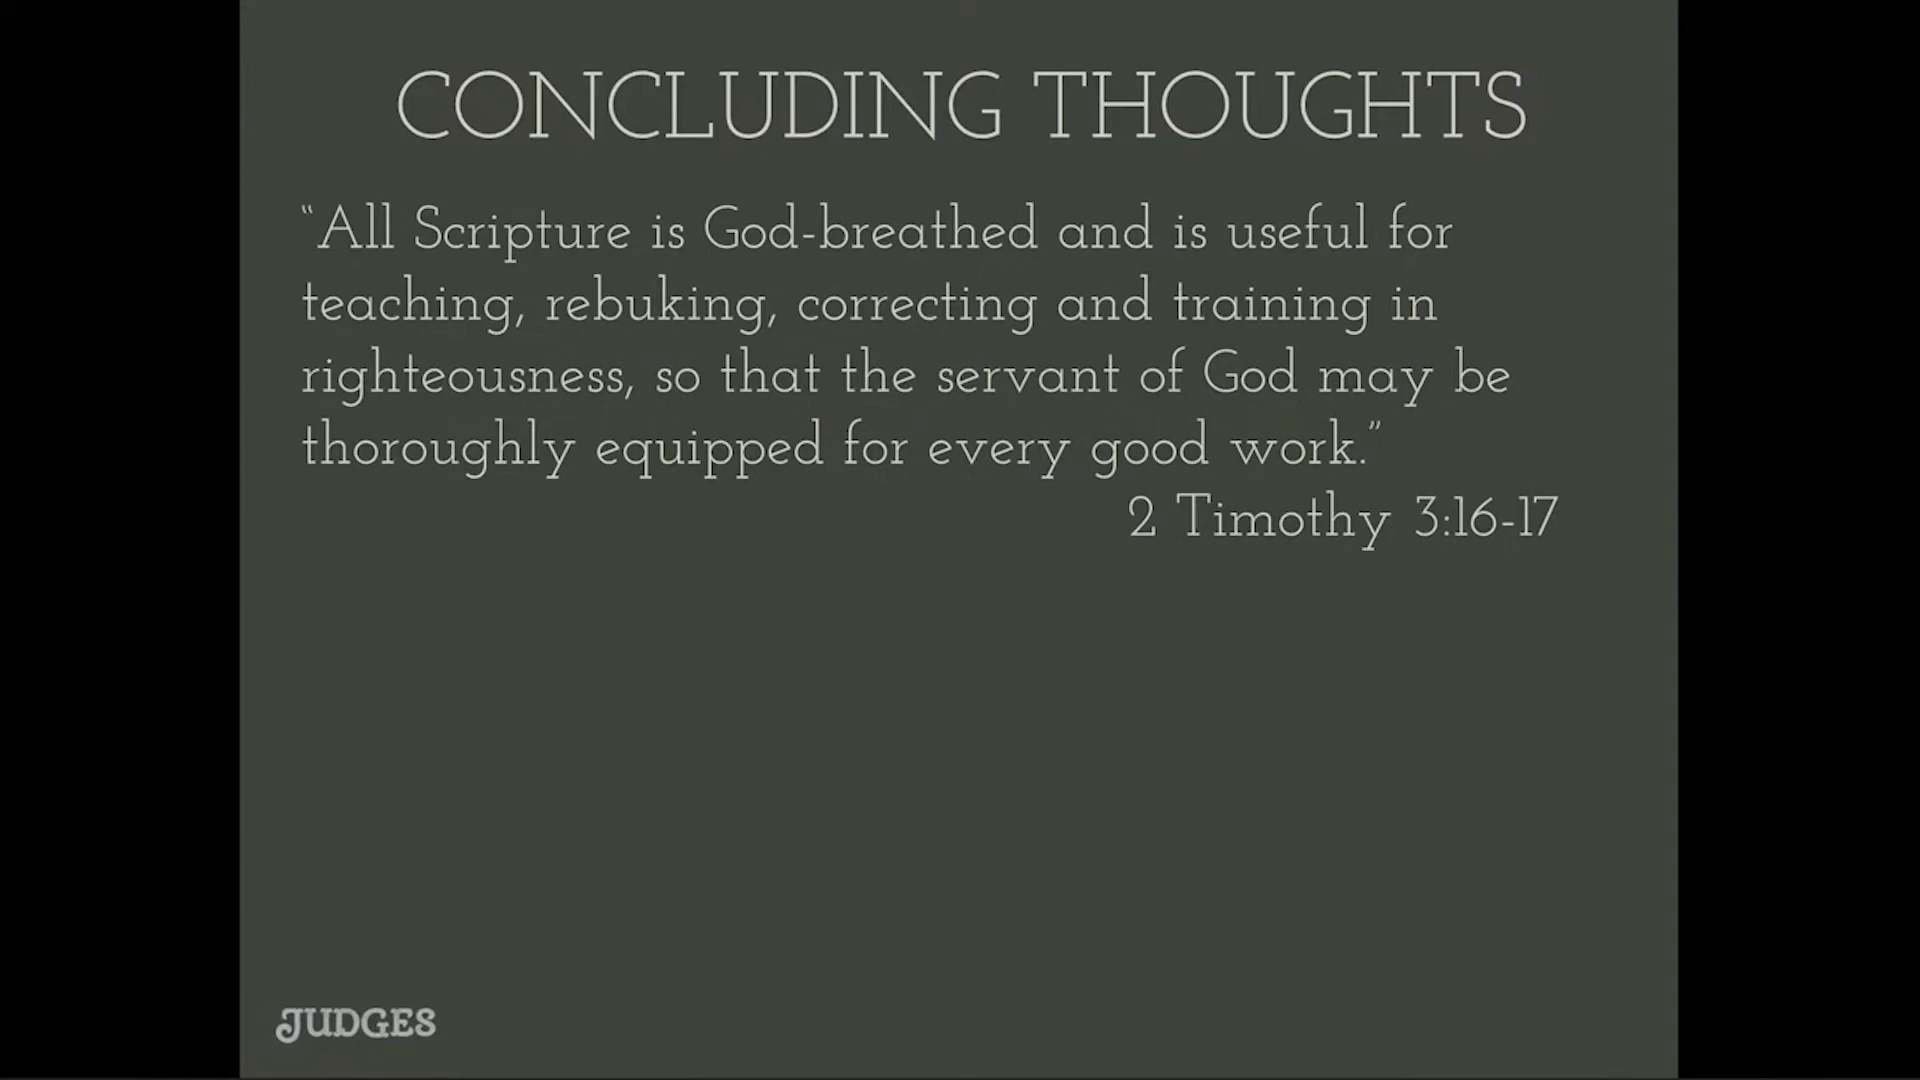 CONCLUDING THOUGHTS
“All Scripture is God-breathed and is useful for
teaching, rebuking, correcting and training in
righteousness, so that the servant of God may be
thoroughly equipped for every good work.”
2 Timothy 3:16-17
JUDGES